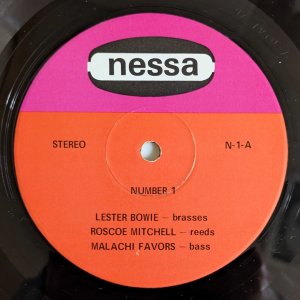 nessa
STEREO N-1-A
NUMBER 1
LESTER BOWIE – brasses
ROSCOE MITCHELL – reeds
MALACHI FAVORS – bass